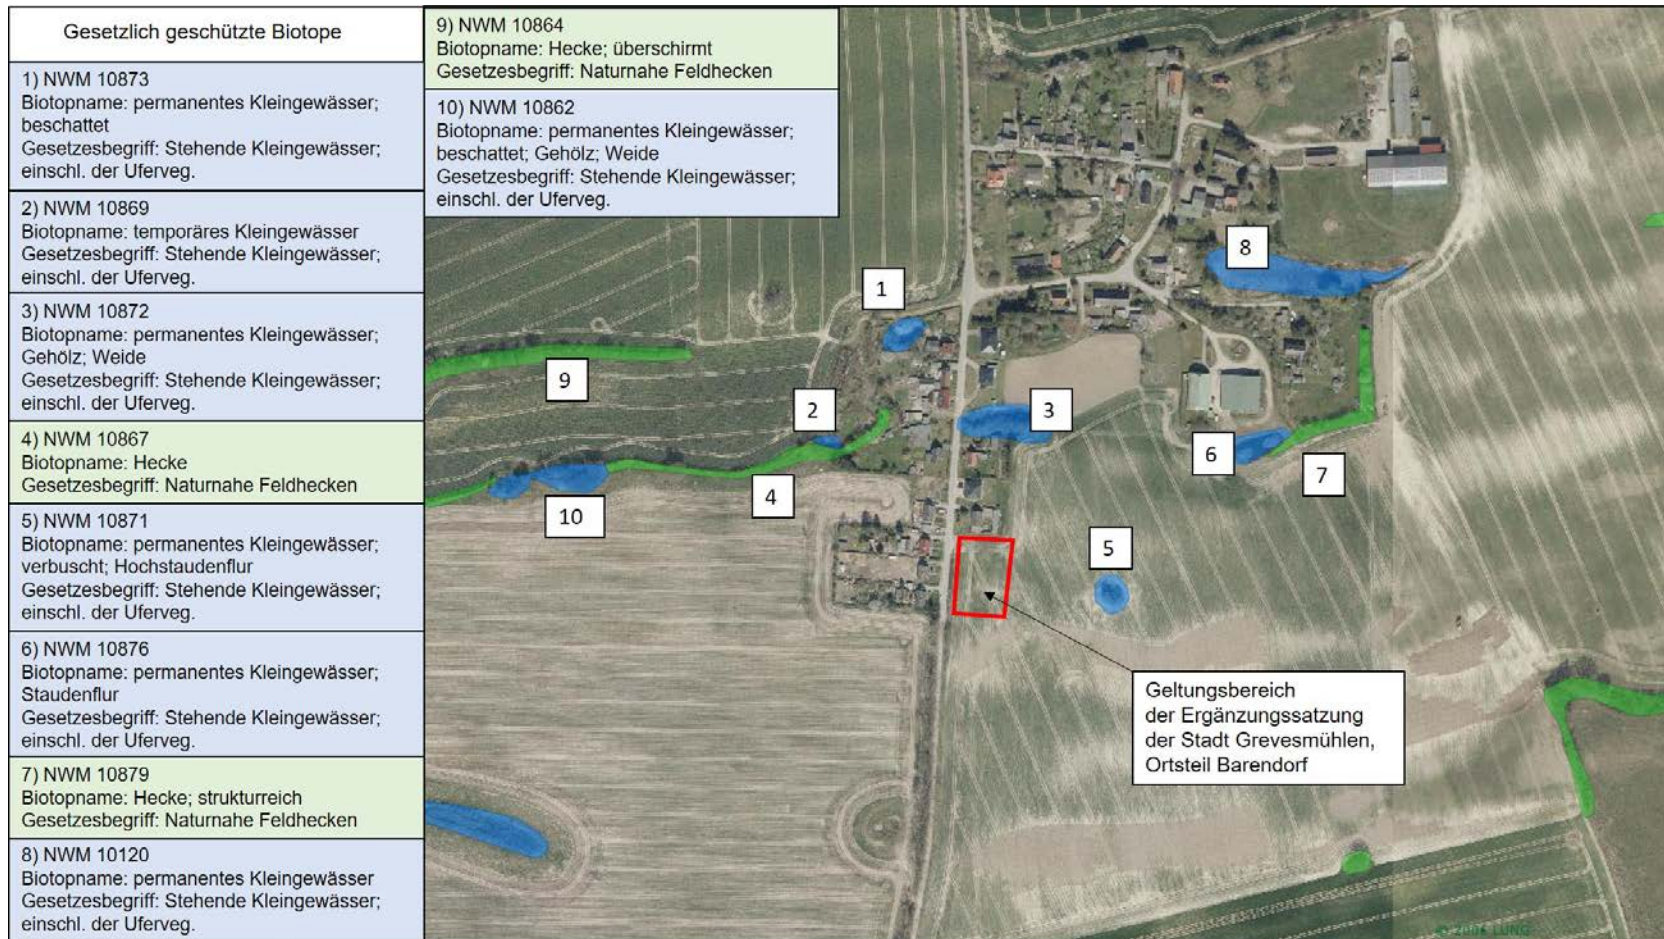 Gesetzlich geschützte Biotope
1) NWM 10873
Biotopname: permanentes Kleingewässer;
beschattet
Gesetzesbegriff: Stehende Kleingewässer;
einschl. der Uferveg.
2) NWM 10869
Biotopname: temporäres Kleingewässer
Gesetzesbegriff: Stehende Kleingewässer;
einschl. der Uferveg.
3) NWM 10872
Biotopname: permanentes Kleingewässer;
Gehölz; Weide
Gesetzesbegriff: Stehende Kleingewässer;
einschl. der Uferveg.
4) NWM 10867
Biotopname: Hecke
Gesetzesbegriff: Naturnahe Feldhecken
5) NWM 10871
Biotopname: permanentes Kleingewässer;
verbuscht; Hochstaudenflur
Gesetzesbegriff: Stehende Kleingewässer;
einschl. der Uferveg.
6) NWM 10876
Biotopname: permanentes Kleingewässer;
Staudenflur
Gesetzesbegriff: Stehende Kleingewässer;
einschl. der Uferveg.
7) NWM 10879
Biotopname: Hecke; strukturreich
Gesetzesbegriff: Naturnahe Feldhecken
8) NWM 10120
Biotopname: permanentes Kleingewässer
Gesetzesbegriff: Stehende Kleingewässer;
einschl. der Uferveg.
9) NWM 10864
Biotopname: Hecke; überschirmt
Gesetzesbegriff: Naturnahe Feldhecken
10) NWM 10862
Biotopname: permanentes Kleingewässer;
beschattet; Gehölz; Weide
Gesetzesbegriff: Stehende Kleingewässer;
einschl. der Uferveg.
8
1
9
2
3
6
7
4
10
5
Geltungsbereich
der Ergänzungssatzung
der Stadt Grevesmühlen,
Ortsteil Barendorf
LUNG